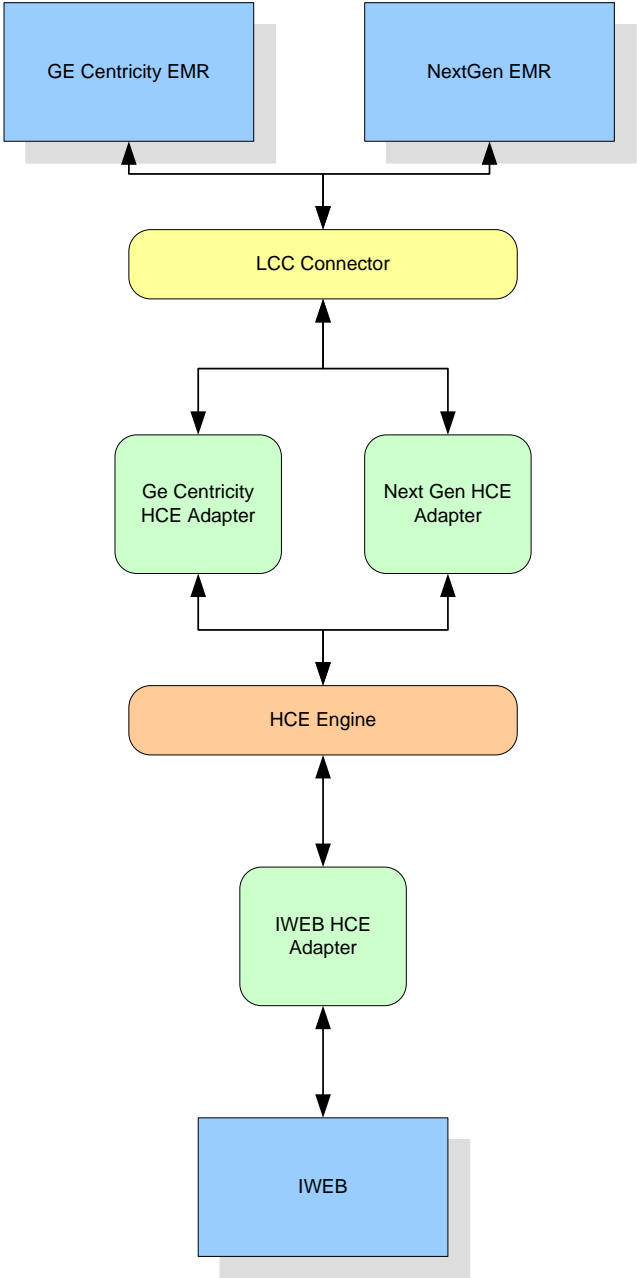 GE Centricity EMR
NextGen EMR
LCC Connector
Ge Centricity
HCE Adapter
Next Gen HCE
Adapter
HCE Engine
IWEB HCE
Adapter
IWEB